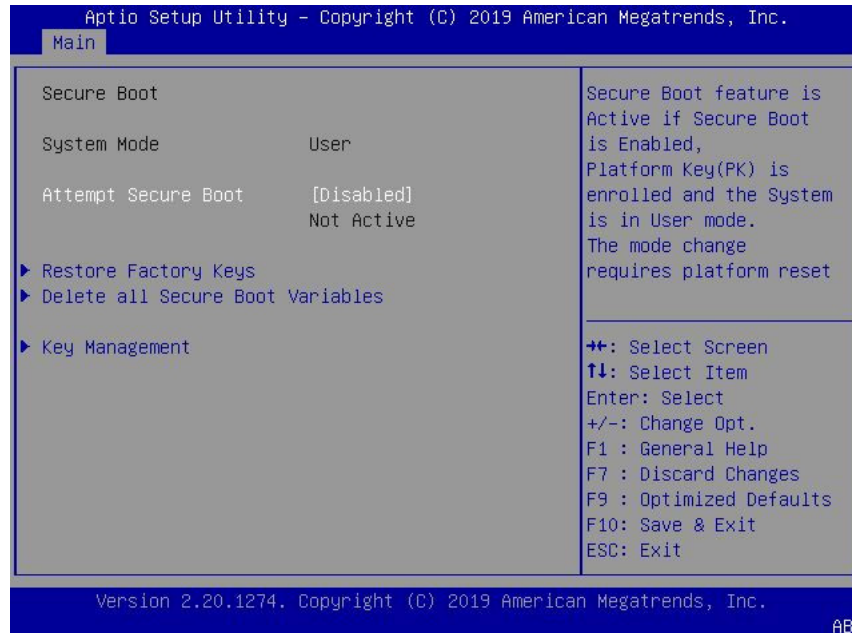 Aptio Setup Utility – Copyright (C) 2019 American Megatrends, Inc.
Main
Secure Boot
System Mode User
Attempt Secure Boot [Disabled]
Not Active
Restore Factory Keys
Delete all Secure Boot Variables
Key Management
Secure Boot feature is
Active if Secure Boot
is Enabled,
Platform Key(PK) is
enrolled and the System
is in User mode.
The mode change
requires platform reset
→←: Select Screen
↑↓: Select Item
Enter: Select
+/-: Change Opt.
F1 : General Help
F7 : Discard Changes
F9 : Optimized Defaults
F10: Save & Exit
ESC: Exit
Version 2.20.1274. Copyright (C) 2019 American Megatrends, Inc.
AB